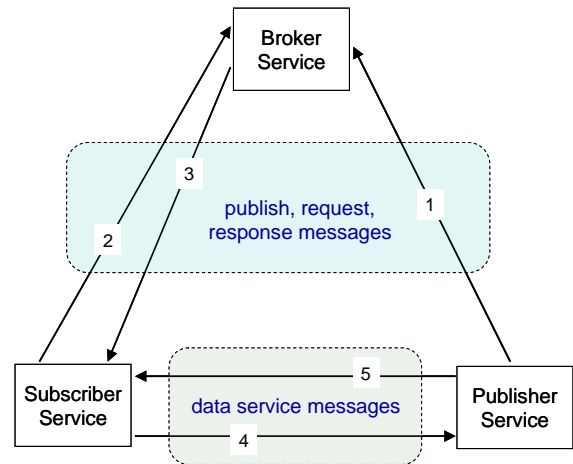 Broker
Service
3
publish, request,
response messages
1
2
5
Subscriber
Service
data service messages
Publisher
Service
4